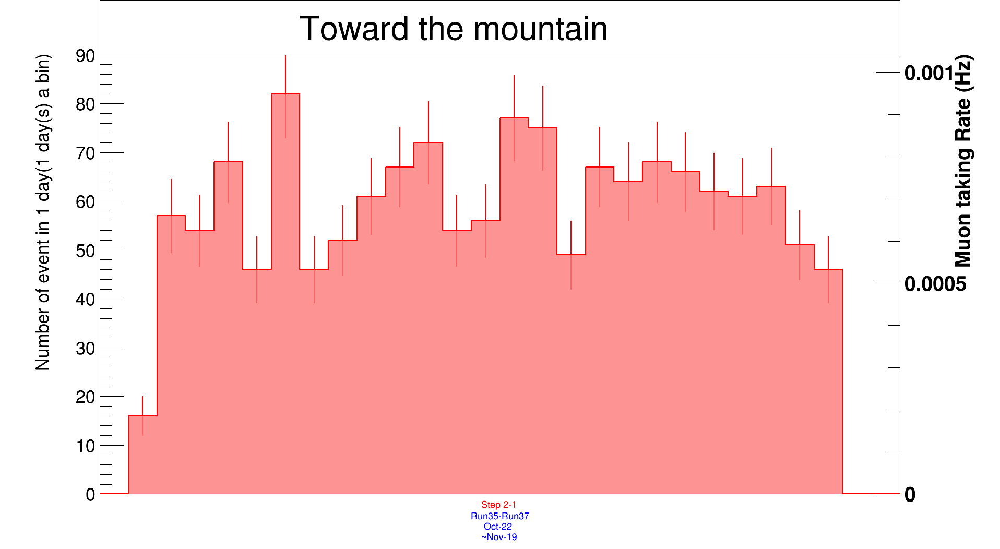 Toward the mountain
Number of event in 1 day(1 day(s) a bin)
90
80
70
60
50
40
30
20
10
0
0.001
0.0005
0
Muon taking Rate (Hz)
Step 2-1
Run35-Run37
Oct-22
~Nov-19